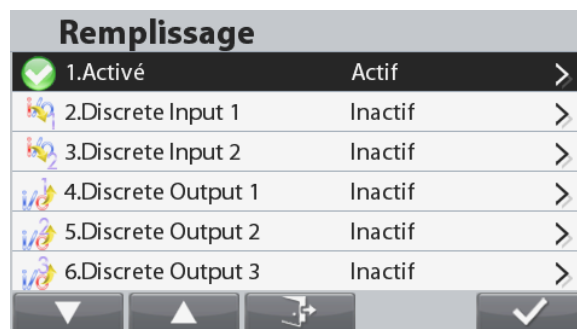 Remplissage
1.Activé Actif
2.Discrete Input 1 Inactif
3.Discrete Input 2 Inactif
4.Discrete Output 1 Inactif
5.Discrete Output 2 Inactif
6.Discrete Output 3 Inactif